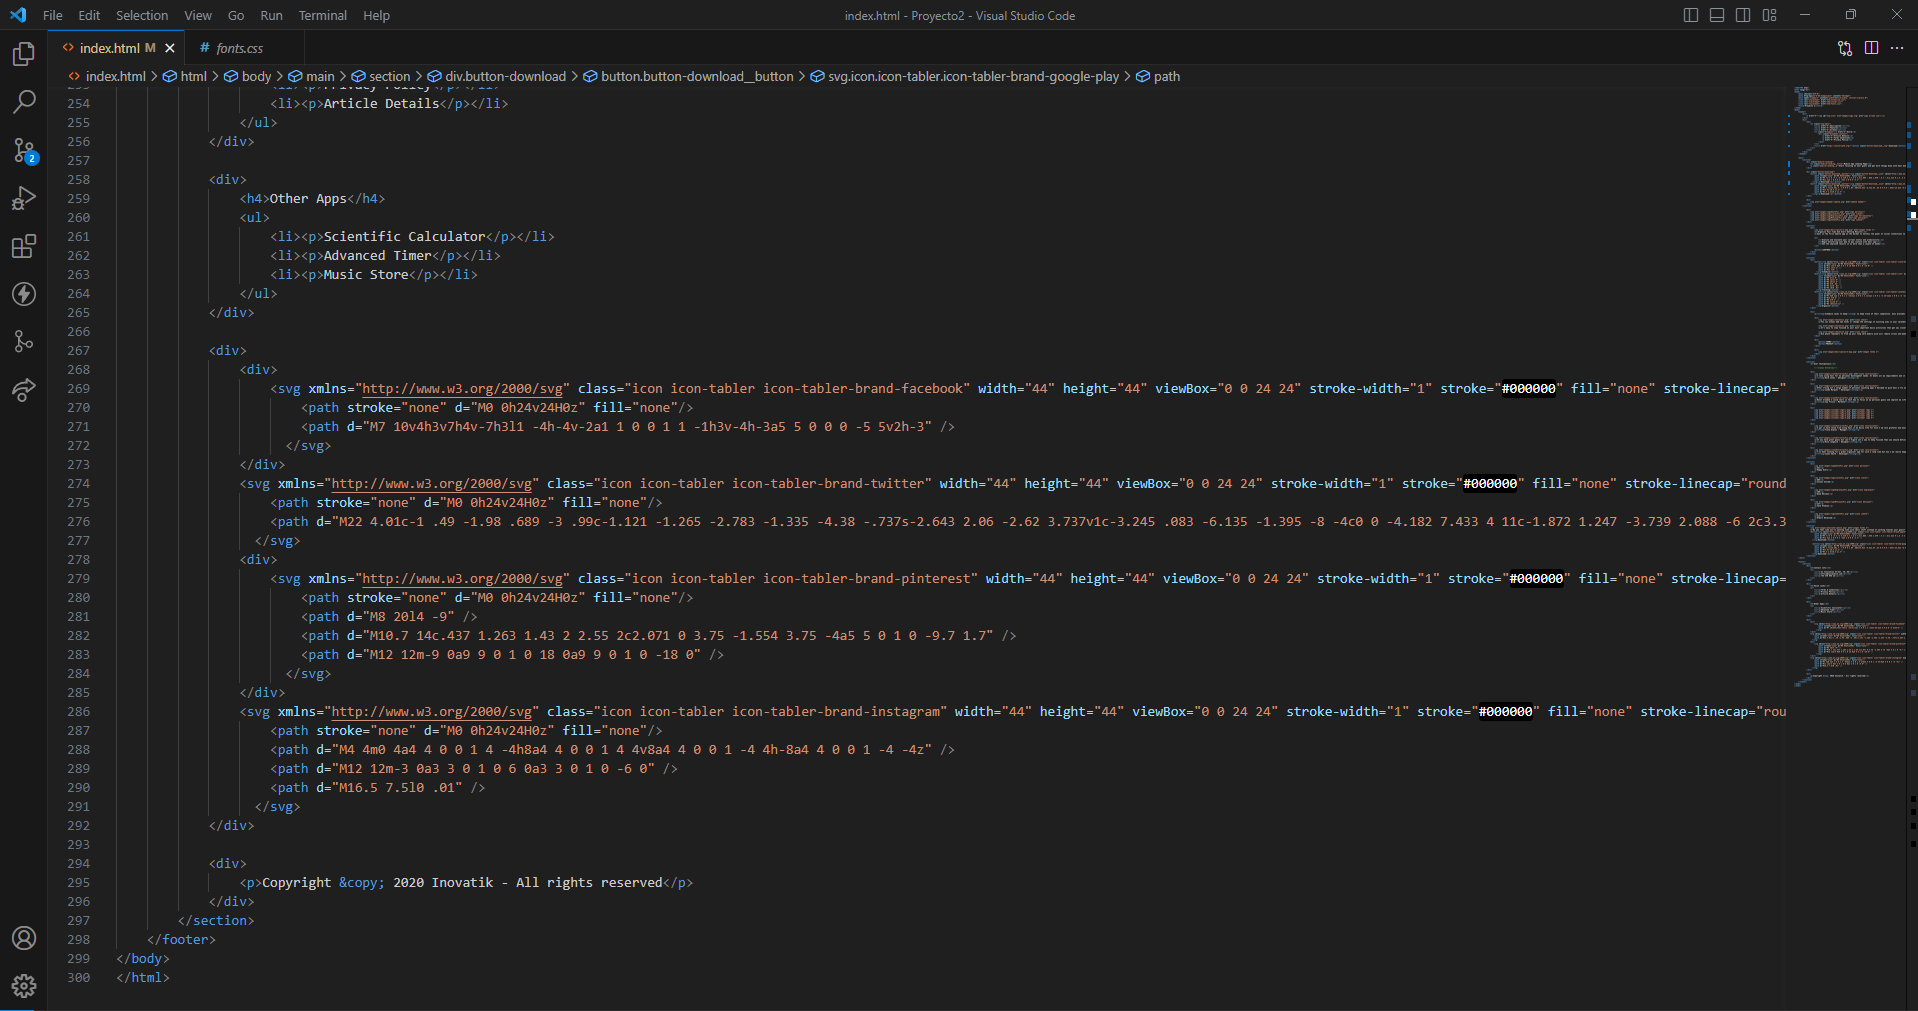 File Edit Selection View Go Run Terminal Help
index.html - Proyecto2 - Visual Studio Code
index.html M
# fonts.css
index.html > html > body > main > section > div.button-download > button.button-download__button > svg.icon.icon-tabler.icon-tabler-brand-google-play > path
254 <li><p>Article Details</p></li>
255 </ul>
256 </div>
257
258 <div>
259 <h4>Other Apps</h4>
260 <ul>
261 <li><p>Scientific Calculator</p></li>
262 <li><p>Advanced Timer</p></li>
263 <li><p>Music Store</p></li>
264 </ul>
265 </div>
266
267 <div>
268 <div>
269 <svg xmlns="http://www.w3.org/2000/svg" class="icon icon-tabler icon-tabler-brand-facebook" width="44" height="44" viewBox="0 0 24 24" stroke-width="1" stroke="#000000" fill="none" stroke-linecap="
270 <path stroke="none" d="M0 0h24v24H0z" fill="none"/>
271 <path d="M7 10v4h3v7h4v-7h3l1 -4h-4v-2a1 1 0 0 1 1 -1h3v-4h-3a5 5 0 0 0 -5 5v2h-3" />
272 </svg>
273 </div>
274 <svg xmlns="http://www.w3.org/2000/svg" class="icon icon-tabler icon-tabler-brand-twitter" width="44" height="44" viewBox="0 0 24 24" stroke-width="1" stroke="#000000" fill="none" stroke-linecap="round
275 <path stroke="none" d="M0 0h24v24H0z" fill="none"/>
276 <path d="M22 4.01c-1 .49 -1.98 .689 -3 .99c-1.121 -1.265 -2.783 -1.335 -4.38 -.737s-2.643 2.06 -2.62 3.737v1c-3.245 .083 -6.135 -1.395 -8 -4c0 0 -4.182 7.433 4 11c-1.872 1.247 -3.739 2.088 -6 2c3.3
277 </svg>
278 <div>
279 <svg xmlns="http://www.w3.org/2000/svg" class="icon icon-tabler icon-tabler-brand-pinterest" width="44" height="44" viewBox="0 0 24 24" stroke-width="1" stroke="#000000" fill="none" stroke-linecap=
280 <path stroke="none" d="M0 0h24v24H0z" fill="none"/>
281 <path d="M8 20l4 -9" />
282 <path d="M10.7 14c.437 1.263 1.43 2 2.55 2c2.071 0 3.75 -1.554 3.75 -4a5 5 0 1 0 -9.7 1.7" />
283 <path d="M12 12m-9 0a9 9 0 1 0 18 0a9 9 0 1 0 -18 0" />
284 </svg>
285 </div>
286 <svg xmlns="http://www.w3.org/2000/svg" class="icon icon-tabler icon-tabler-brand-instagram" width="44" height="44" viewBox="0 0 24 24" stroke-width="1" stroke="#000000" fill="none" stroke-linecap="rou
287 <path stroke="none" d="M0 0h24v24H0z" fill="none"/>
288 <path d="M4 4m0 4a4 4 0 0 1 4 -4h8a4 4 0 0 1 4 4v8a4 4 0 0 1 -4 4h-8a4 4 0 0 1 -4 -4z" />
289 <path d="M12 12m-3 0a3 3 0 1 0 6 0a3 3 0 1 0 -6 0" />
290 <path d="M16.5 7.5l0 .01" />
291 </svg>
292 </div>
293
294 <div>
295 <p>Copyright &copy; 2020 Inovatik - All rights reserved</p>
296 </div>
297 </section>
298 </footer>
299 </body>
300 </html>
2